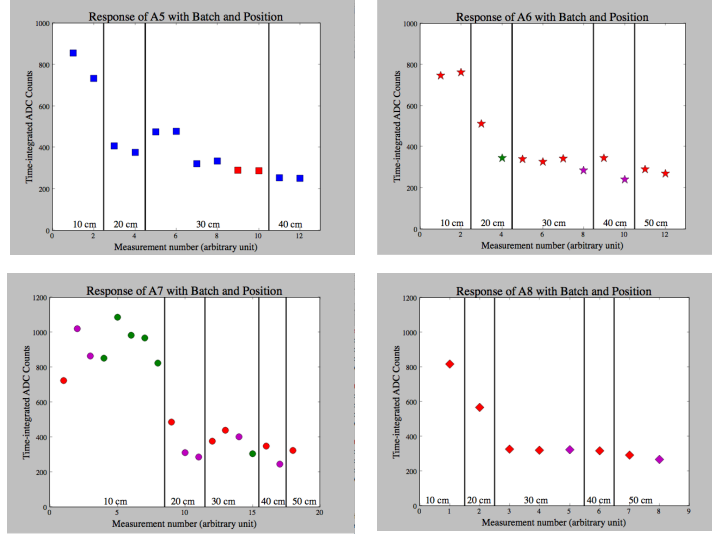 Response of A5 with Batch and Position
1000
800
600
400
200
0
Time-integrated ADC Counts
10 cm 20 cm 30 cm 40 cm
0 2 4 6 8 10 12
Measurement number (arbitrary unit)
Response of A6 with Batch and Position
1000
800
600
400
200
0
Time-integrated ADC Counts
10 cm 20 cm 30 cm 40 cm 50 cm
0 2 4 6 8 10 12
Measurement number (arbitrary unit)
Response of A7 with Batch and Position
1200
1000
800
600
400
200
0
Time-integrated ADC Counts
10 cm 20 cm 30 cm 40 cm 50 cm
0 5 10 15 20
Measurement number (arbitrary unit)
Response of A8 with Batch and Position
1200
1000
800
600
400
200
0
Time-integrated ADC Counts
10 cm 20 cm 30 cm 40 cm 50 cm
0 1 2 3 4 5 6 7 8 9
Measurement number (arbitrary unit)